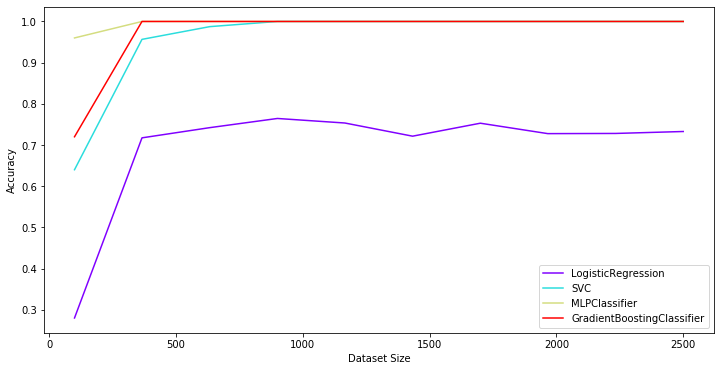 1.0
0.9
0.8
0.7
0.6
0.5
0.4
0.3
Accuracy
0
500
1000
1500
2000
2500
Dataset Size
LogisticRegression
SVC
MLPClassifier
GradientBoostingClassifier